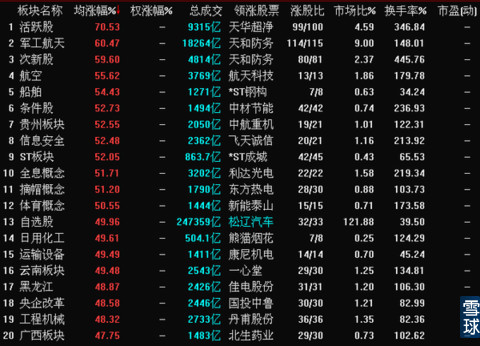 板块名称 均涨幅% 权涨幅% 总成交 领涨股票 涨股比 市场比% 换手率% 市盈(动)
1 活跃股 70.53 – 9315亿 天华超净 99/100 4.59 346.84 –
2 军工航天 60.47 – 18264亿 天和防务 114/115 9.00 148.01 –
3 次新股 59.60 – 4814亿 天和防务 80/81 2.37 445.76 –
4 航空 55.62 – 3769亿 航天科技 13/13 1.86 179.78 –
5 船舶 54.43 – 1271亿 *ST钢构 7/8 0.63 34.24 –
6 条件股 52.73 – 1494亿 中材节能 42/42 0.74 236.93 –
7 贵州板块 52.55 – 2050亿 中航重机 19/21 1.01 122.31 –
8 信息安全 52.48 – 2362亿 飞天诚信 20/21 1.16 213.92 –
9 ST板块 52.05 – 863.7亿 *ST成城 42/45 0.43 65.53 –
10 全息概念 51.71 – 3202亿 利达光电 22/22 1.58 219.34 –
11 摘帽概念 51.20 – 1790亿 东方热电 28/30 0.88 103.73 –
12 体育概念 50.55 – 1444亿 新能泰山 15/15 0.71 173.58 –
13 自选股 49.96 – 247359亿 松辽汽车 32/33 121.88 39.50 –
14 日用化工 49.61 – 504.1亿 熊猫烟花 7/8 0.25 124.29 –
15 运输设备 49.49 – 1411亿 康尼机电 14/14 0.70 45.24 –
16 云南板块 49.48 – 2543亿 一心堂 29/30 1.25 134.81 –
17 黑龙江 48.87 – 2426亿 佳电股份 30/31 1.20 106.30 –
18 央企改革 48.58 – 2446亿 国投中鲁 30/30 1.21 82.99 –
19 工程机械 48.32 – 2733亿 丹甫股份 36/36 1.35 82.36
20 广西板块 47.75 – 1483亿 北生药业 29/30 0.73 102.62
雪球